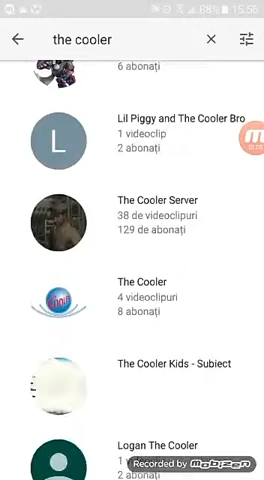 88% 15:56
the cooler
6 abonați
L
Lil Piggy and The Cooler Bro
1 videoclip
2 abonați
The Cooler Server
38 de videoclipuri
129 de abonați
The Cooler
4 videoclipuri
8 abonați
The Cooler Kids - Subiect
Logan The Cooler
Recorded by Mobizen
2 abonați